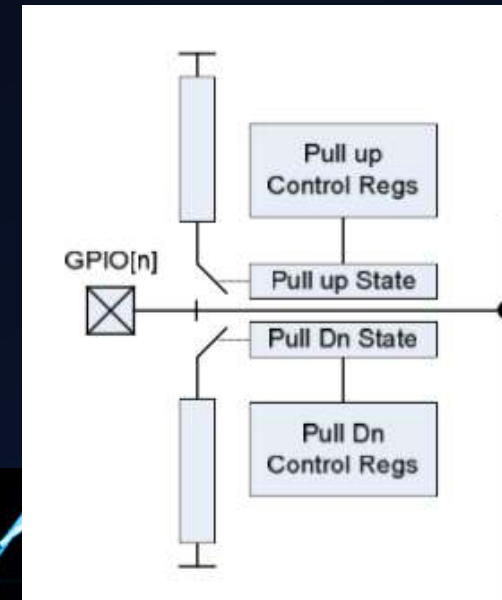 Pull up
Control Regs
GPIO[n]
Pull up State
Pull Dn State
Pull Dn
Control Regs